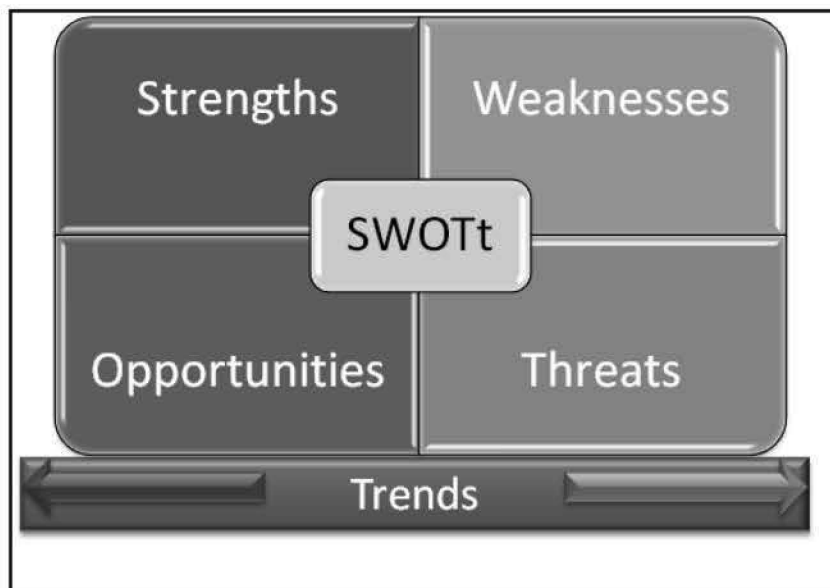 Strengths
Weaknesses
SWOTt
Opportunities
Threats
Trends